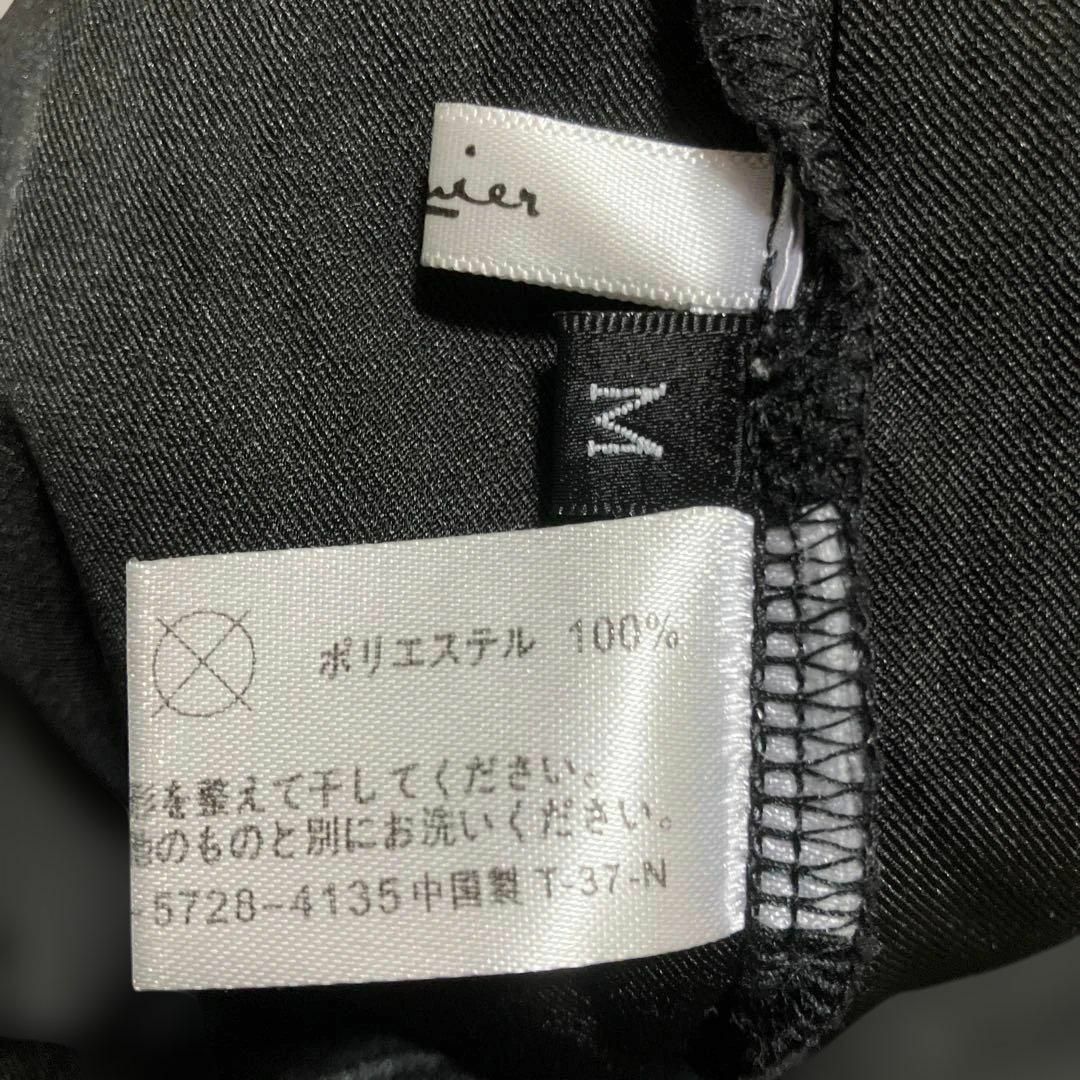 nier
M
ポリエステル 100%
形を整えて干してください。
他のものと別にお洗いください。
-5728-4135中国製 T-37-N